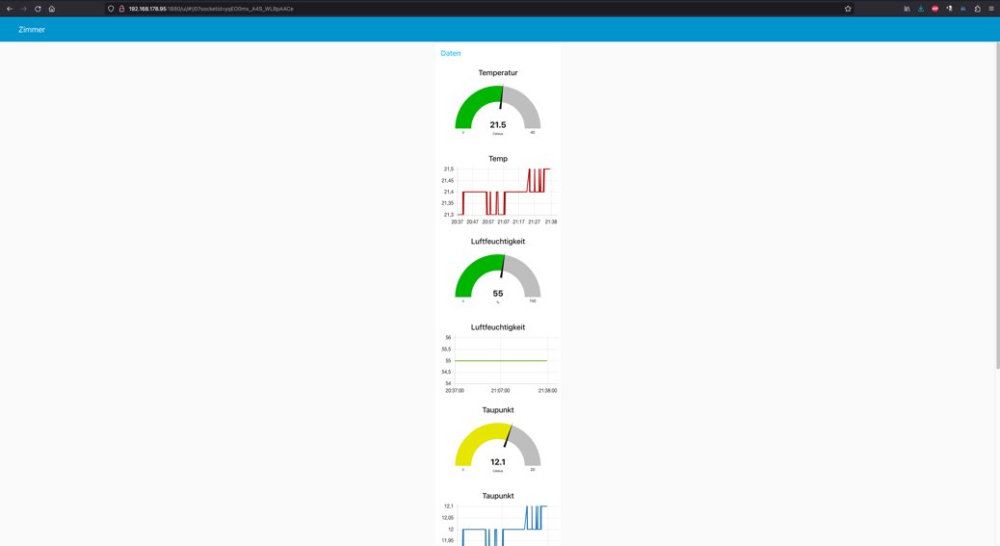 192.168.178.95:1880/ui/#!/0?socketid=yqEO0mx_A4S_WLBpAACe
Zimmer
Daten
Temperatur
21.5
Celsius
0 40
Temp
21,5
21,45
21,4
21,35
21,3
20:37 20:47 20:57 21:07 21:17 21:27 21:38
Luftfeuchtigkeit
55
%
0 100
Luftfeuchtigkeit
56
55,5
55
54,5
54
20:37:00 21:07:00 21:38:00
Taupunkt
12.1
Celsius
0 20
Taupunkt
12,1
12,05
12
11,95